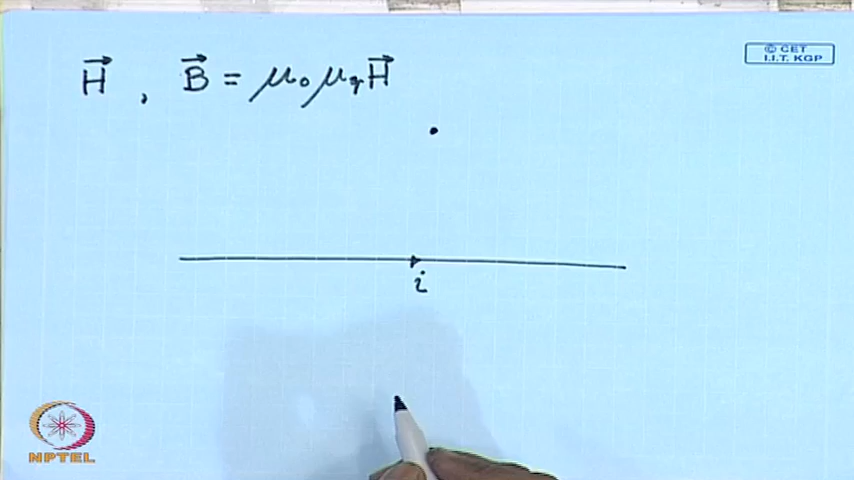 H⃗ , B⃗ = μ₀μᵣH⃗
© CET
I.I.T. KGP
i
NPTEL